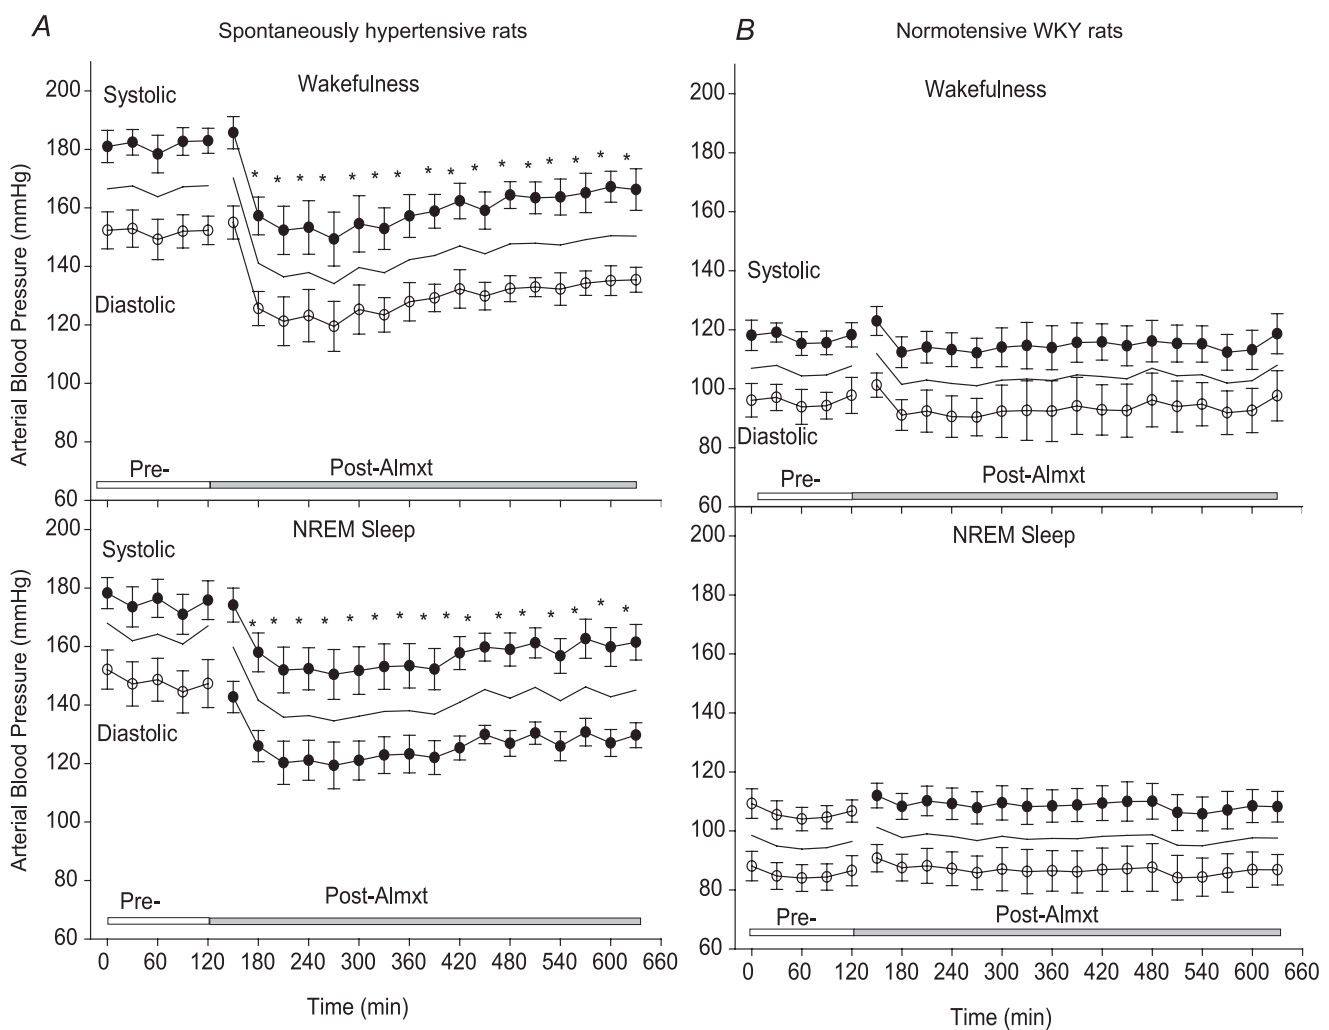 A
Spontaneously hypertensive rats
B
Normotensive WKY rats
Wakefulness
Systolic
Diastolic
Arterial Blood Pressure (mmHg)
200
180
160
140
120
100
80
60
* * * * * * * * * * * * * * * *
Pre-
Post-Almxt
Wakefulness
Systolic
Diastolic
200
180
160
140
120
100
80
60
Pre-
Post-Almxt
NREM Sleep
Systolic
Diastolic
Arterial Blood Pressure (mmHg)
200
180
160
140
120
100
80
60
* * * * * * * * * * * * * * * *
Pre-
Post-Almxt
0 60 120 180 240 300 360 420 480 540 600 660
Time (min)
NREM Sleep
200
180
160
140
120
100
80
60
Pre-
Post-Almxt
0 60 120 180 240 300 360 420 480 540 600 660
Time (min)